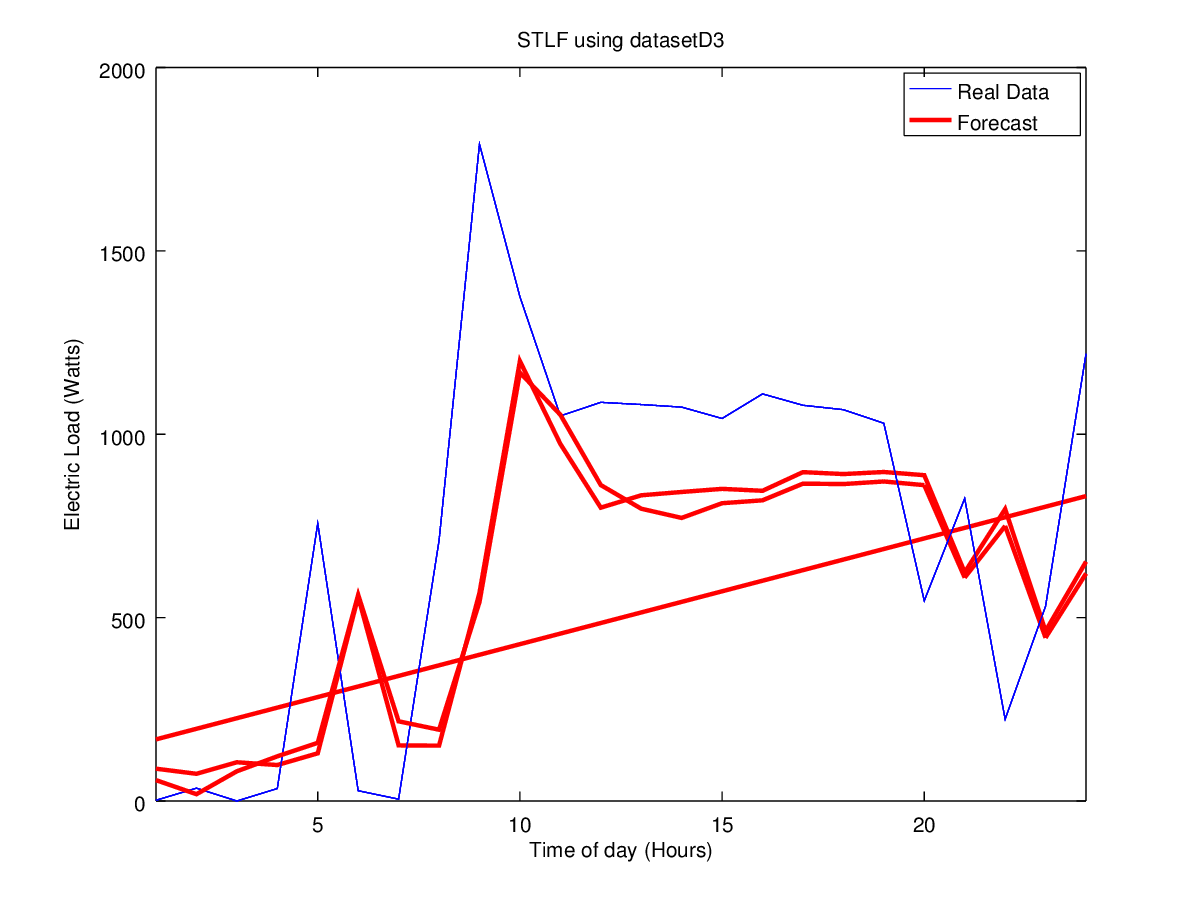 STLF using datasetD3
2000
1500
1000
500
0
5
10
15
20
Real Data
Forecast
Electric Load (Watts)
Time of day (Hours)